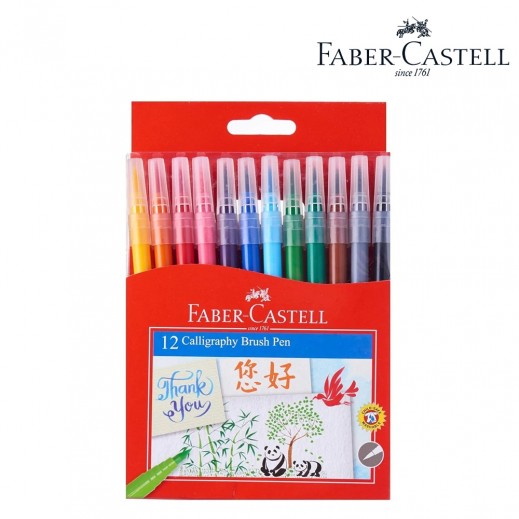 FABER-CASTELL
since 1761
FABER-CASTELL
since 1761
12 Calligraphy Brush Pen
Thank
You
您好